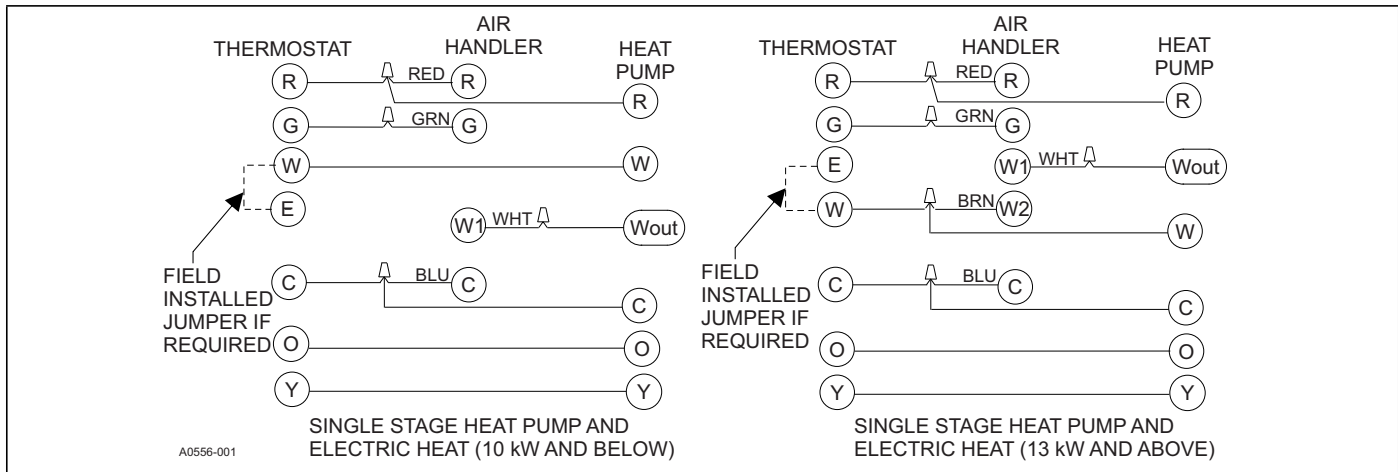 THERMOSTAT
AIR
HANDLER
HEAT
PUMP
R
RED
R
R
G
GRN
G
W
W
E
W1
WHT
Wout
FIELD
INSTALLED
JUMPER IF
REQUIRED
C
BLU
C
C
O
O
Y
Y
SINGLE STAGE HEAT PUMP AND
ELECTRIC HEAT (10 kW AND BELOW)
A0556-001
THERMOSTAT
AIR
HANDLER
HEAT
PUMP
R
RED
R
R
G
GRN
G
E
W1
WHT
Wout
W
BRN
W2
W
FIELD
INSTALLED
JUMPER IF
REQUIRED
C
BLU
C
C
O
O
Y
Y
SINGLE STAGE HEAT PUMP AND
ELECTRIC HEAT (13 kW AND ABOVE)